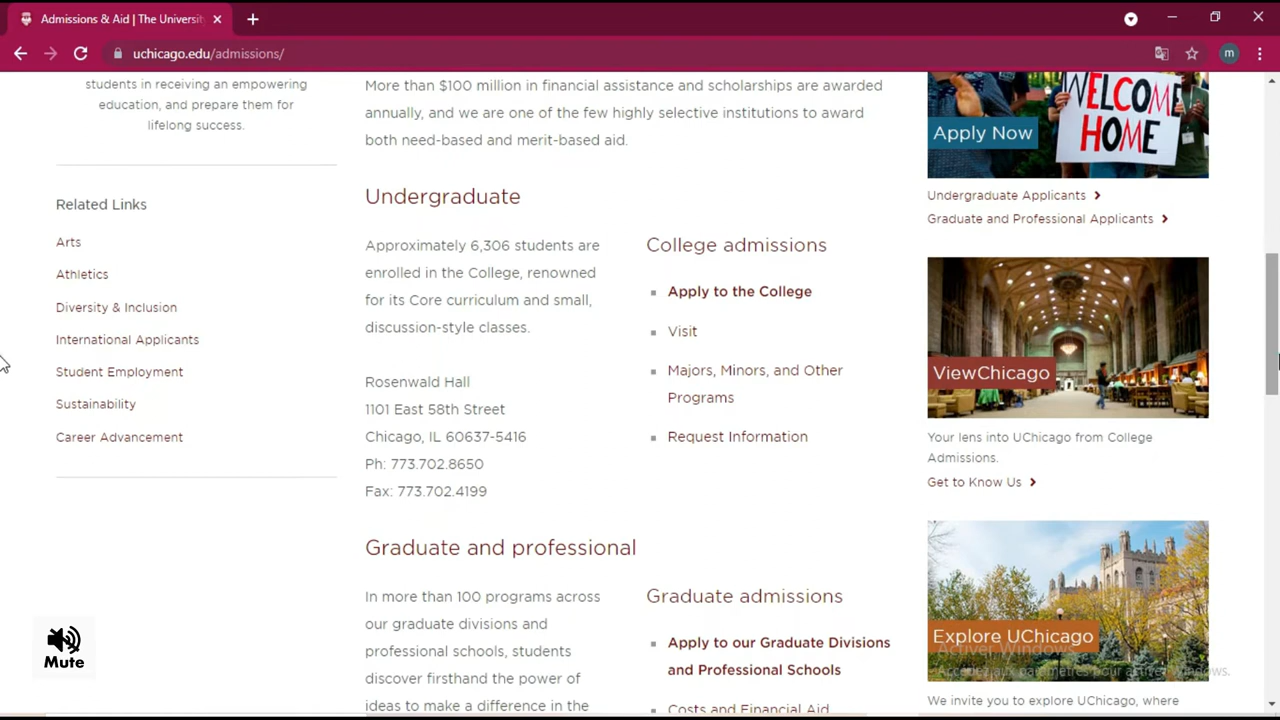 Admissions & Aid | The Universit
uchicago.edu/admissions/
m
students in receiving an empowering
education, and prepare them for
lifelong success.
Related Links
Arts
Athletics
Diversity & Inclusion
International Applicants
Student Employment
Sustainability
Career Advancement
Mute
More than $100 million in financial assistance and scholarships are awarded
annually, and we are one of the few highly selective institutions to award
both need-based and merit-based aid.
Undergraduate
Approximately 6,306 students are
enrolled in the College, renowned
for its Core curriculum and small,
discussion-style classes.
Rosenwald Hall
1101 East 58th Street
Chicago, IL 60637-5416
Ph: 773.702.8650
Fax: 773.702.4199
College admissions
Apply to the College
Visit
Majors, Minors, and Other
Programs
Request Information
Graduate and professional
In more than 100 programs across
our graduate divisions and
professional schools, students
discover firsthand the power of
ideas to make a difference in the
Graduate admissions
Apply to our Graduate Divisions
and Professional Schools
Costs and Financial Aid
WELCOME
HOME
Apply Now
Undergraduate Applicants
Graduate and Professional Applicants
ViewChicago
Your lens into UChicago from College
Admissions.
Get to Know Us
Explore UChicago
Activer Windows
Accédez aux paramètres pour activer Windows.
We invite you to explore UChicago, where